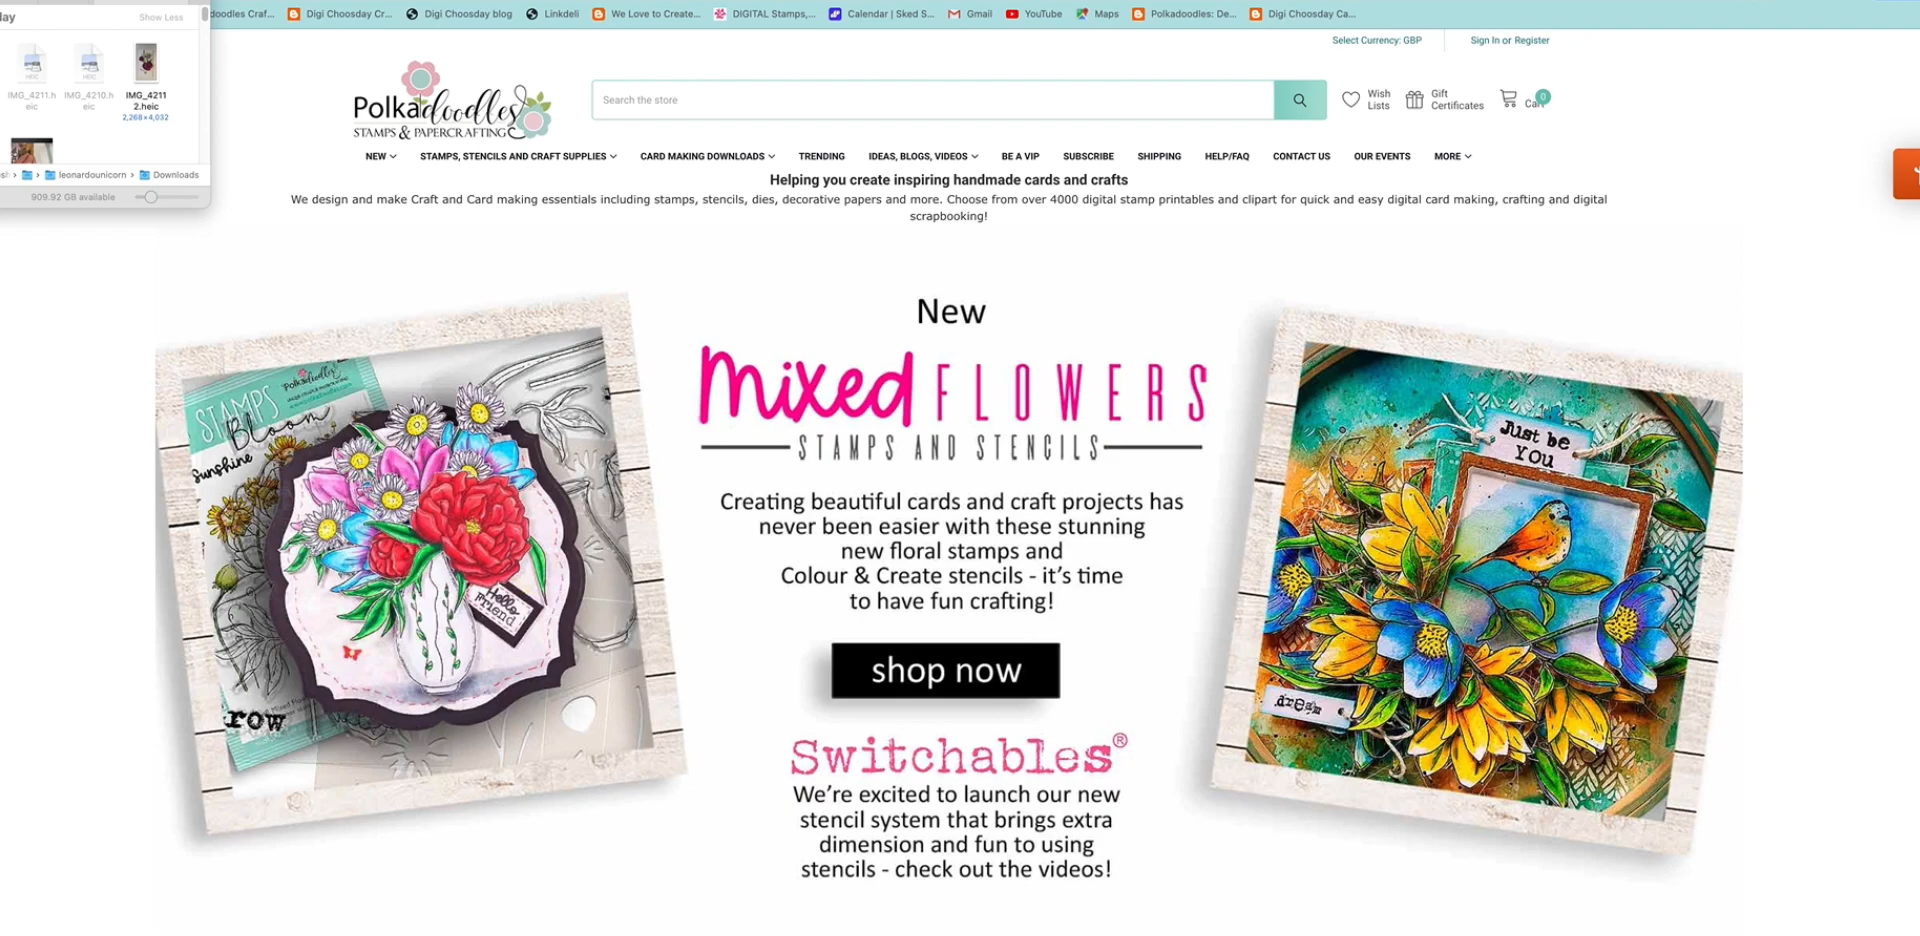 doodles Craf...
Digi Choosday Cr...
Digi Choosday blog
Linkdeli
We Love to Create...
DIGITAL Stamps,...
Calendar | Sked S...
Gmail
YouTube
Maps
Polkadoodles: De...
Digi Choosday Ca...
lay
Show Less
HEIC
HEIC
IMG_4211.h
eic
IMG_4210.h
eic
IMG_4211
2.heic
2,268×4,032
leonardounicorn
Downloads
909.92 GB available
Select Currency: GBP
Sign In or Register
Polkadoodles
STAMPS & PAPERCRAFTING
Search the store
Wish
Lists
Gift
Certificates
Cart
0
NEW
STAMPS, STENCILS AND CRAFT SUPPLIES
CARD MAKING DOWNLOADS
TRENDING
IDEAS, BLOGS, VIDEOS
BE A VIP
SUBSCRIBE
SHIPPING
HELP/FAQ
CONTACT US
OUR EVENTS
MORE
Helping you create inspiring handmade cards and crafts
We design and make Craft and Card making essentials including stamps, stencils, dies, decorative papers and more. Choose from over 4000 digital stamp printables and clipart for quick and easy digital card making, crafting and digital
scrapbooking!
STAMPS
Polkadoodles
Bloom
Sunshine
Hello
Friend
row
New
mixed FLOWERS
STAMPS AND STENCILS
Creating beautiful cards and craft projects has
never been easier with these stunning
new floral stamps and
Colour & Create stencils - it's time
to have fun crafting!
shop now
Switchables®
We're excited to launch our new
stencil system that brings extra
dimension and fun to using
stencils - check out the videos!
Just be
YOU
dream